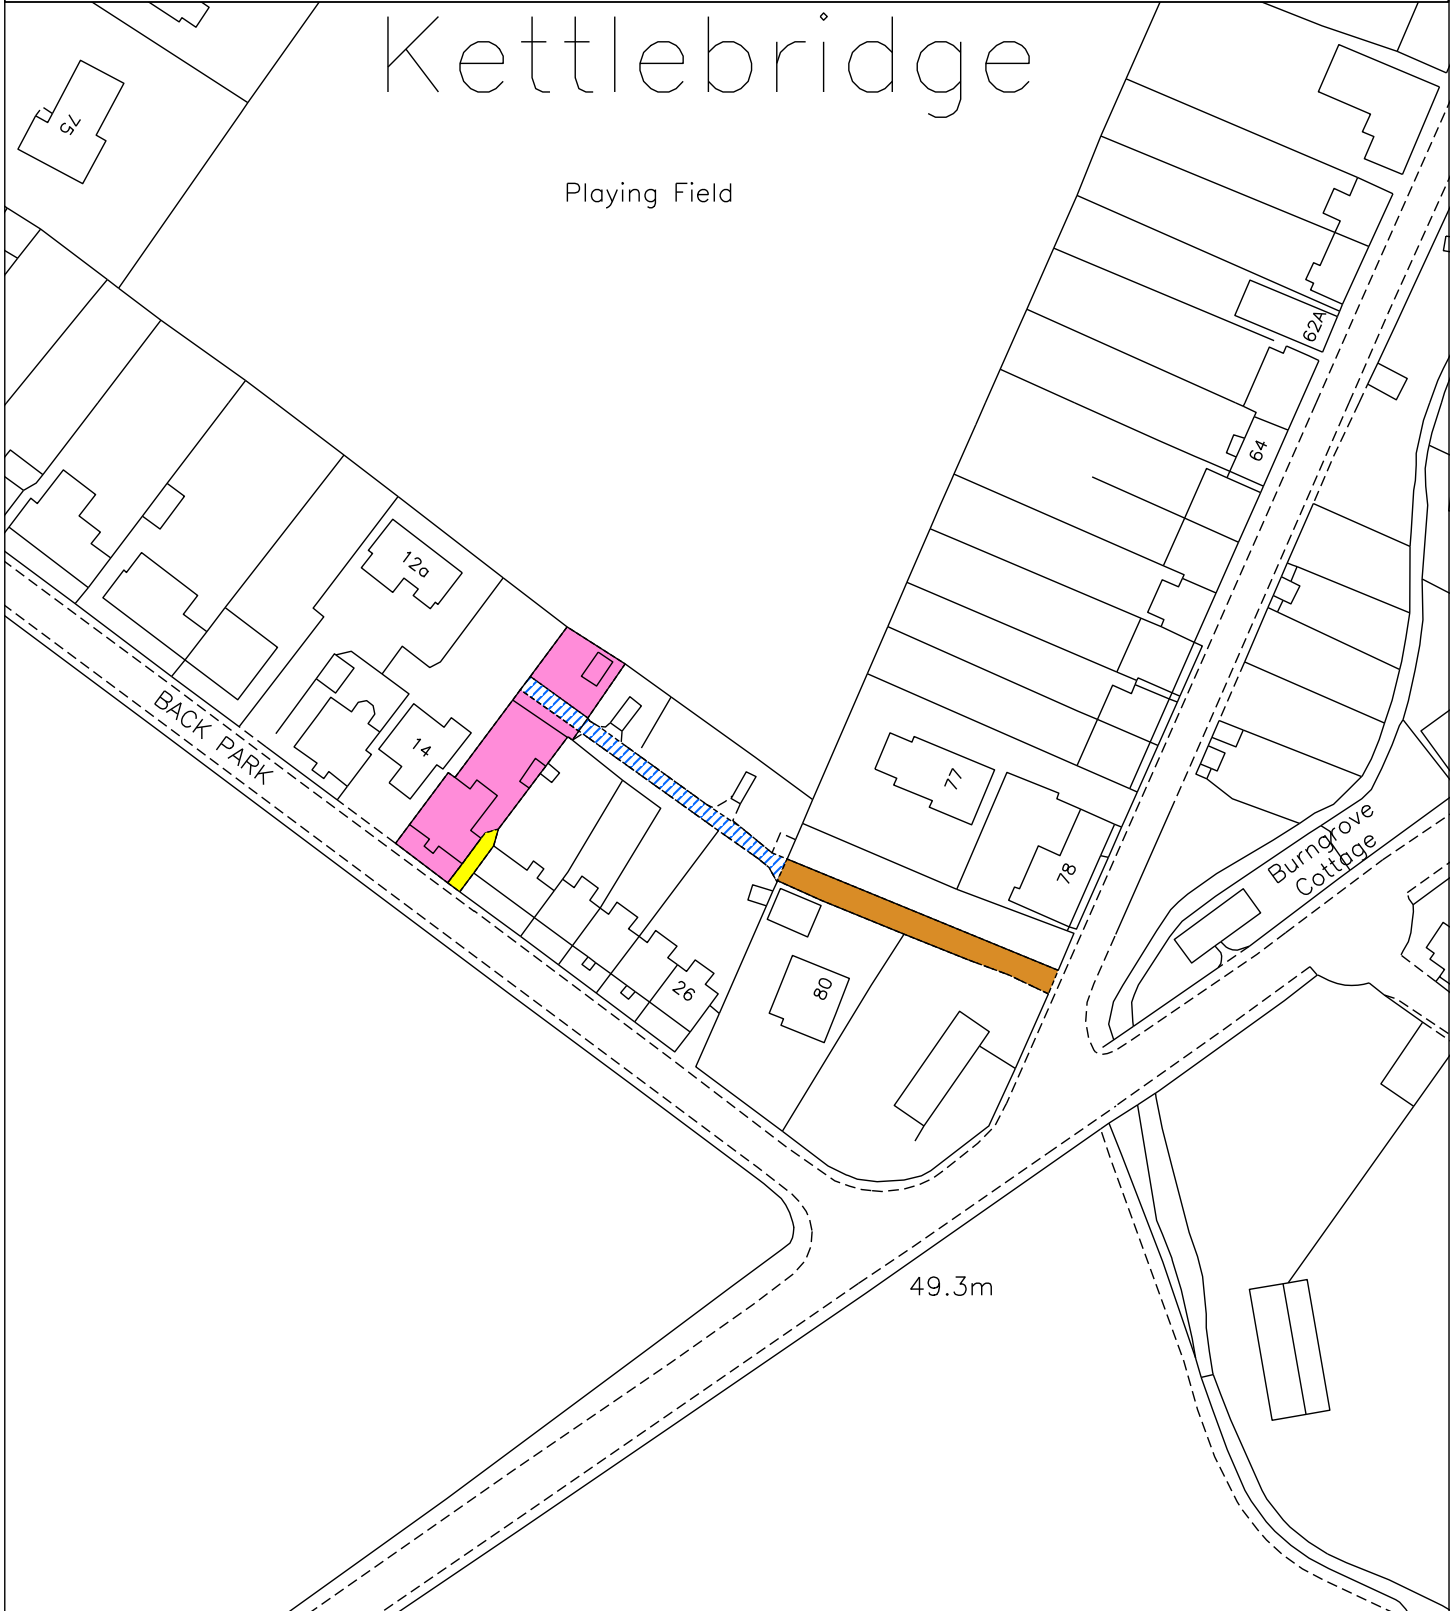 Kettlebridge
75
Playing Field
62A
64
12a
BACK PARK
14
77
78
Burngrove
Cottage
26
80
49.3m